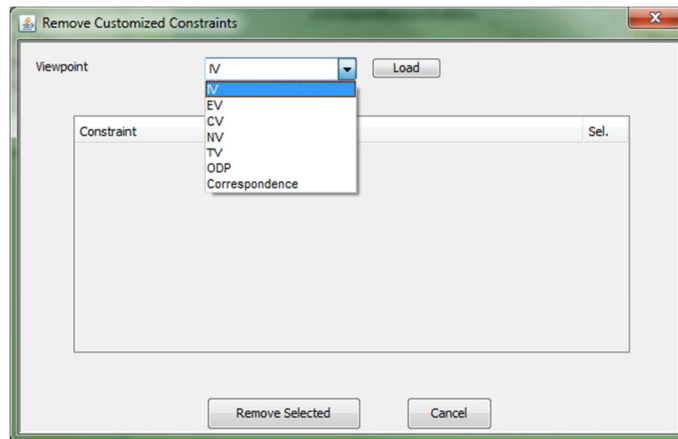 Remove Customized Constraints
Viewpoint IV Load
IV
EV
Constraint Sel.
CV
NV
TV
ODP
Correspondence
Remove Selected Cancel